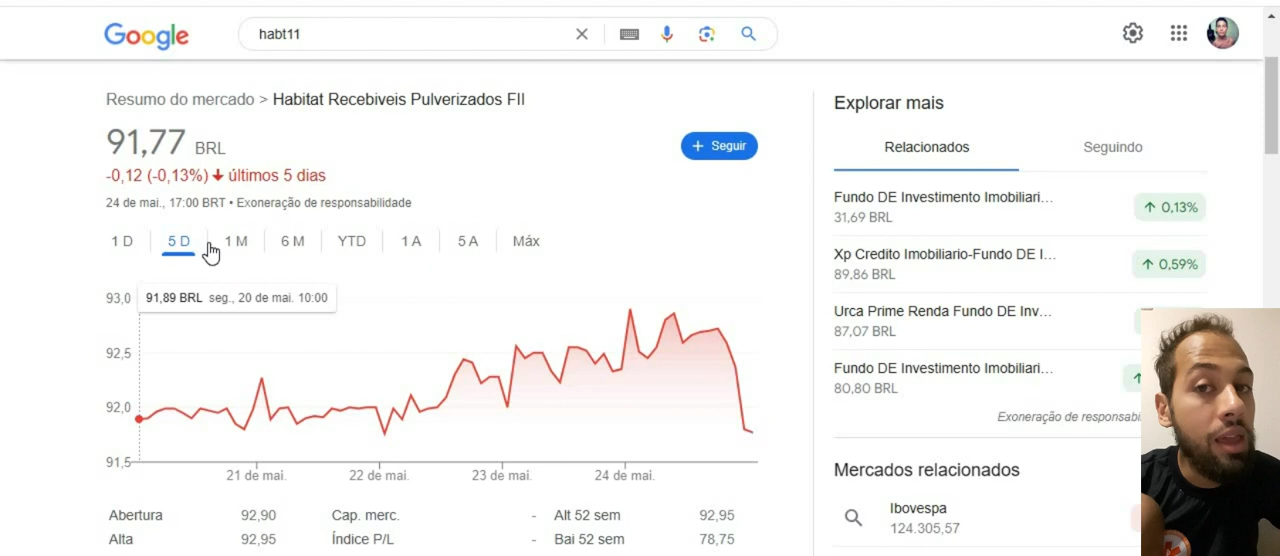 Google
habt11
Resumo do mercado > Habitat Recebiveis Pulverizados FII
91,77 BRL
+ Seguir
-0,12 (-0,13%) ↓ últimos 5 dias
24 de mai., 17:00 BRT • Exoneração de responsabilidade
1 D 5 D 1 M 6 M YTD 1 A 5 A Máx
91,89 BRL seg., 20 de mai. 10:00
93,0
92,5
92,0
91,5
21 de mai. 22 de mai. 23 de mai. 24 de mai.
Abertura 92,90 Cap. merc. - Alt 52 sem 92,95
Alta 92,95 Índice P/L - Bai 52 sem 78,75
Explorar mais
Relacionados Seguindo
Fundo DE Investimento Imobiliari...
31,69 BRL
↑ 0,13%
Xp Credito Imobiliario-Fundo DE I...
89,86 BRL
↑ 0,59%
Urca Prime Renda Fundo DE Inv...
87,07 BRL
Fundo DE Investimento Imobiliari...
80,80 BRL
↑
Exoneração de responsabi
Mercados relacionados
Ibovespa
124.305,57